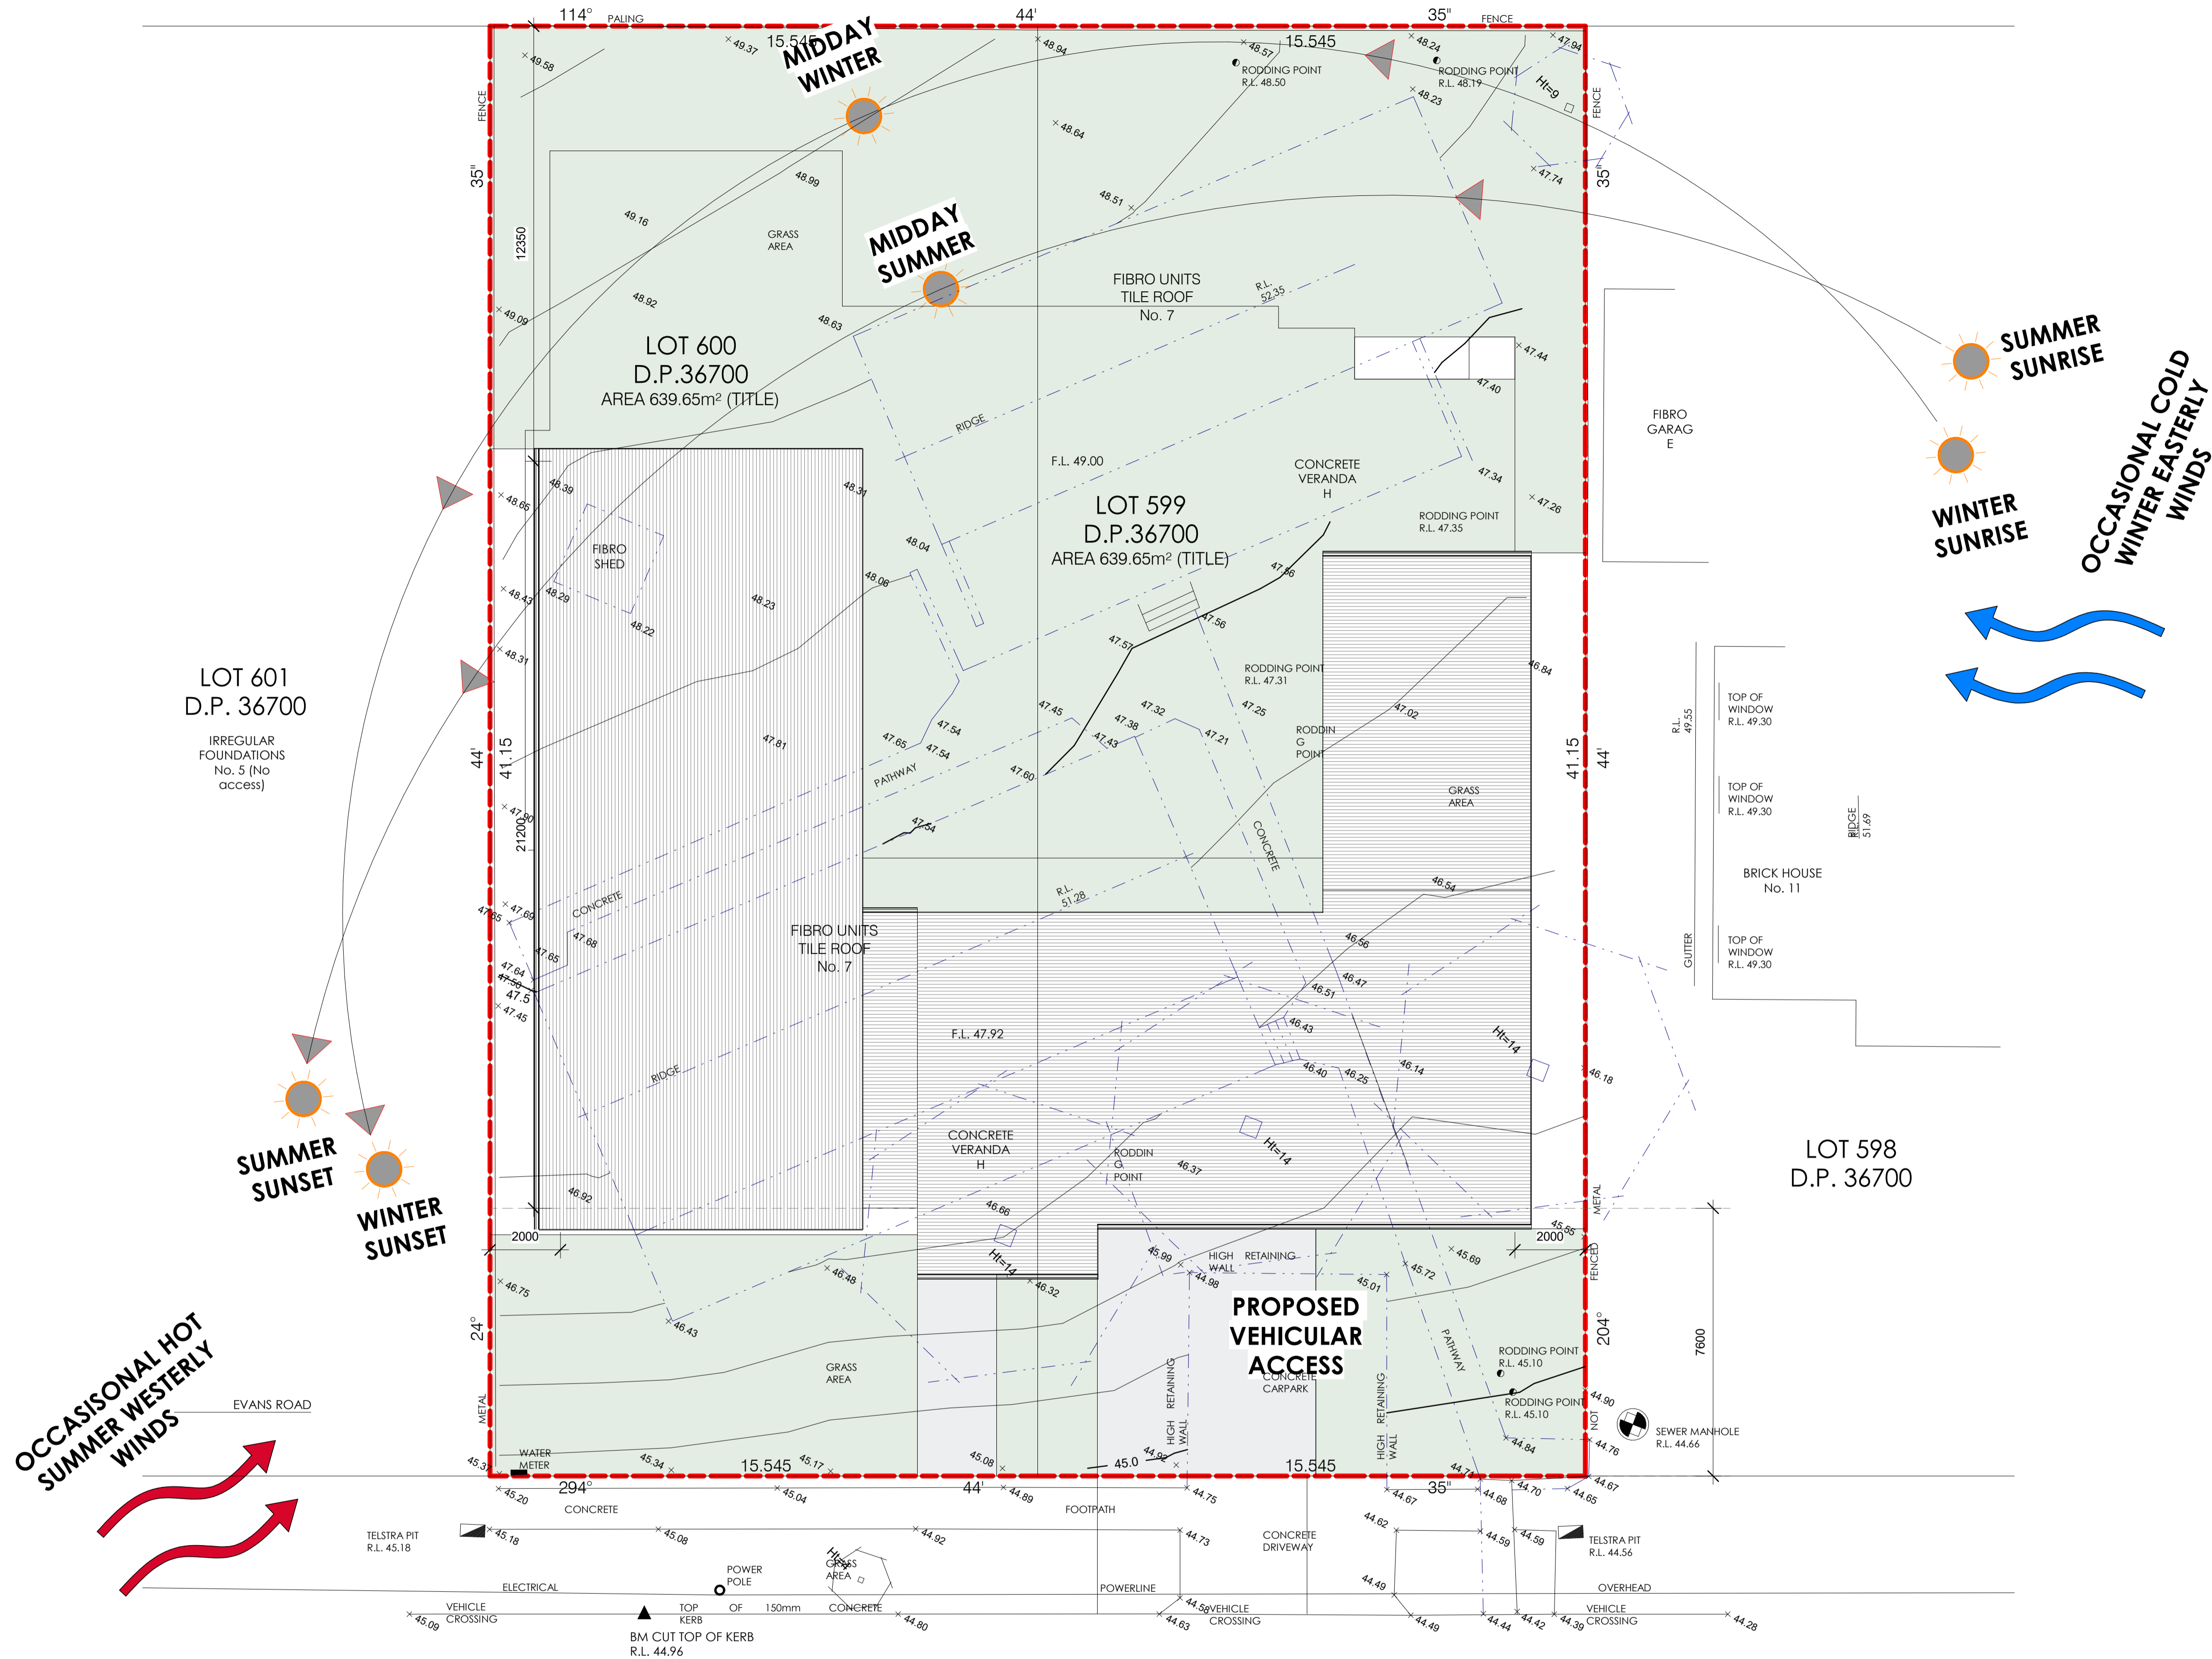 114°
PALING
44'
35"
FENCE
15.545
15.545
MIDDAY
WINTER
49.58
49.37
48.94
48.57
48.24
47.94
RODDING POINT
R.L. 48.50
RODDING POINT
R.L. 48.19
Ht=9
FENCE
FENCE
48.23
48.64
35"
35"
48.99
47.74
49.16
48.51
MIDDAY
SUMMER
GRASS
AREA
12350
FIBRO UNITS
TILE ROOF
No. 7
R.L.
52.35
48.92
49.09
48.63
LOT 600
D.P.36700
AREA 639.65m² (TITLE)
47.44
47.40
SUMMER
SUNRISE
RIDGE
FIBRO
GARAG
E
OCCASIONAL COLD
WINTER EASTERLY
WINDS
F.L. 49.00
CONCRETE
VERANDA
H
47.34
WINTER
SUNRISE
48.39
48.31
48.65
47.26
LOT 599
D.P.36700
AREA 639.65m² (TITLE)
RODDING POINT
R.L. 47.35
FIBRO
SHED
48.04
48.06
47.56
48.43
48.29
48.23
48.22
47.56
47.57
48.31
46.84
RODDING POINT
R.L. 47.31
LOT 601
D.P. 36700
IRREGULAR
FOUNDATIONS
No. 5 (No
access)
44'
41.15
47.45
47.32
47.25
47.02
47.38
47.43
47.21
47.54
47.65
47.54
47.81
RODDIN
G
POINT
41.15
44'
R.L.
49.55
TOP OF
WINDOW
R.L. 49.30
PATHWAY
47.60
GRASS
AREA
TOP OF
WINDOW
R.L. 49.30
RIDGE
R.L.
51.69
47.90
21200
47.54
CONCRETE
BRICK HOUSE
No. 11
46.54
R.L.
51.28
CONCRETE
47.69
47.65
FIBRO UNITS
TILE ROOF
No. 7
47.68
47.65
46.56
GUTTER
TOP OF
WINDOW
R.L. 49.30
47.64
47.50
47.5
47.45
46.47
46.51
F.L. 47.92
46.43
Ht=14
RIDGE
46.40
46.25
46.14
46.18
SUMMER
SUNSET
CONCRETE
VERANDA
H
RODDIN
G
POINT
Ht=14
46.37
LOT 598
D.P. 36700
WINTER
SUNSET
46.92
46.66
METAL
2000
45.55
2000
Ht=14
45.99
HIGH RETAINING
WALL
45.69
45.72
46.75
46.48
46.32
44.98
45.01
FENCED
PROPOSED
VEHICULAR
ACCESS
24°
46.43
204°
7600
PATHWAY
GRASS
AREA
CONCRETE
CARPARK
RODDING POINT
R.L. 45.10
OCCASISONAL HOT
SUMMER WESTERLY
WINDS
EVANS ROAD
METAL
HIGH RETAINING
WALL
HIGH RETAINING
WALL
44.90
RODDING POINT
R.L. 45.10
NOT
SEWER MANHOLE
R.L. 44.66
WATER
METER
44.84
44.76
45.37
45.34
15.545
45.17
45.08
45.0
44.92
15.545
44.71
294°
44'
35"
45.20
45.04
44.89
44.75
44.67
44.68
44.70
44.65
44.67
CONCRETE
FOOTPATH
TELSTRA PIT
R.L. 45.18
45.18
45.08
44.92
44.73
CONCRETE
DRIVEWAY
44.62
44.59
44.59
TELSTRA PIT
R.L. 44.56
GRASS
AREA
POWER
POLE
ELECTRICAL
POWERLINE
44.49
OVERHEAD
VEHICLE
CROSSING
TOP OF 150mm CONCRETE
KERB
44.58
VEHICLE
CROSSING
VEHICLE
CROSSING
45.09
44.80
44.63
44.49
44.44
44.42
44.39
44.28
BM CUT TOP OF KERB
R.L. 44.96